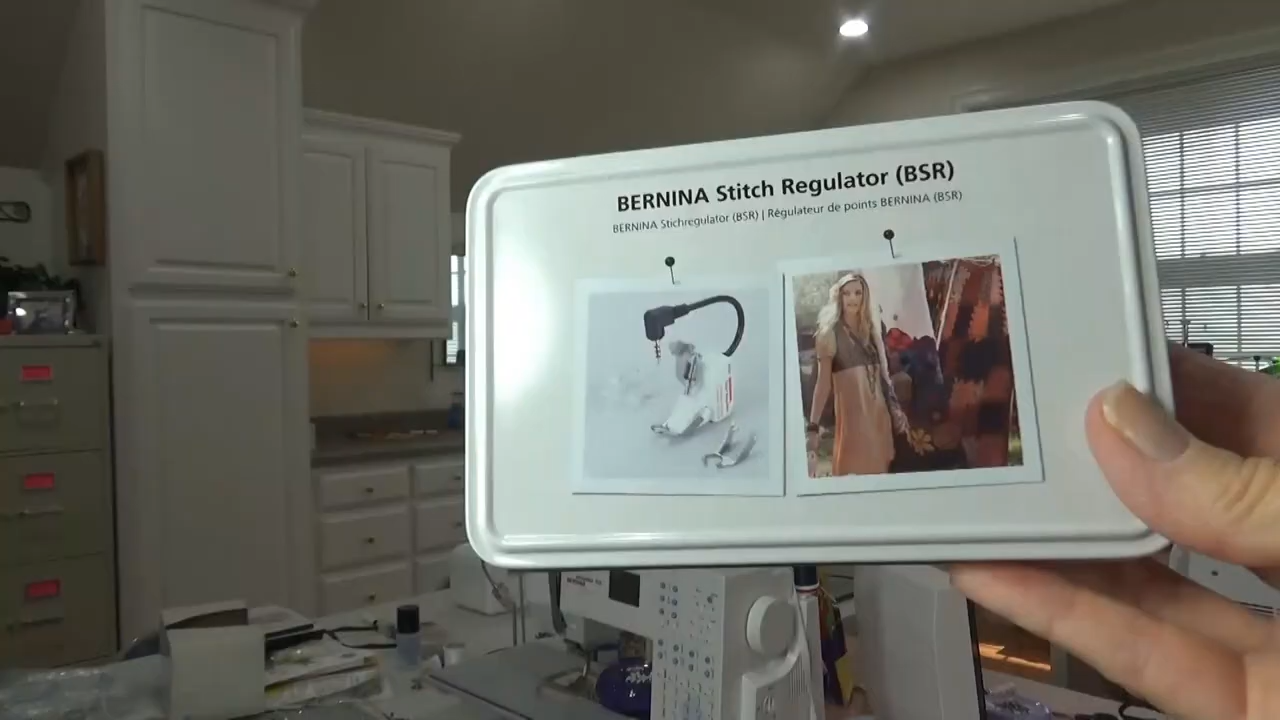 BERNINA Stitch Regulator (BSR)
BERNINA Stichregulator (BSR) | Régulateur de points BERNINA (BSR)